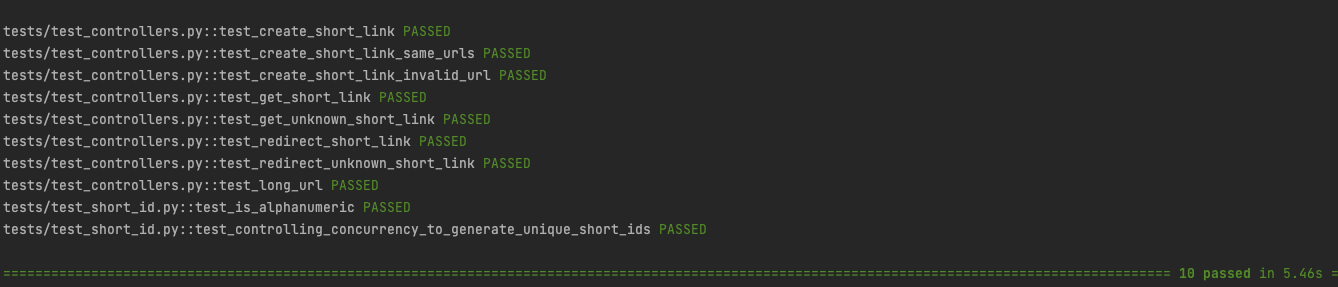 tests/test_controllers.py::test_create_short_link PASSED
tests/test_controllers.py::test_create_short_link_same_urls PASSED
tests/test_controllers.py::test_create_short_link_invalid_url PASSED
tests/test_controllers.py::test_get_short_link PASSED
tests/test_controllers.py::test_get_unknown_short_link PASSED
tests/test_controllers.py::test_redirect_short_link PASSED
tests/test_controllers.py::test_redirect_unknown_short_link PASSED
tests/test_controllers.py::test_long_url PASSED
tests/test_short_id.py::test_is_alphanumeric PASSED
tests/test_short_id.py::test_controlling_concurrency_to_generate_unique_short_ids PASSED
================================================================================================================================================== 10 passed in 5.46s =